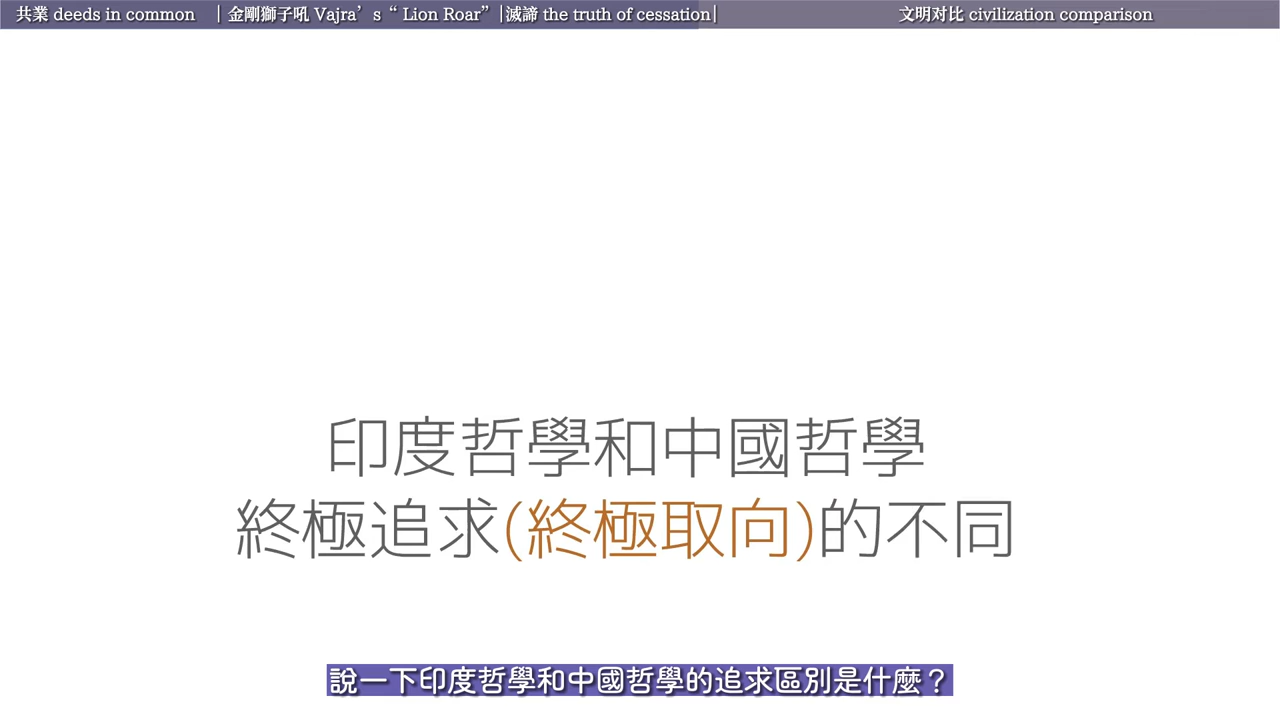 共業 deeds in common | 金剛獅子吼 Vajra’s“ Lion Roar” |滅諦 the truth of cessation| 文明对比 civilization comparison
印度哲學和中國哲學
終極追求(終極取向)的不同
說一下印度哲學和中國哲學的追求區別是什麼？